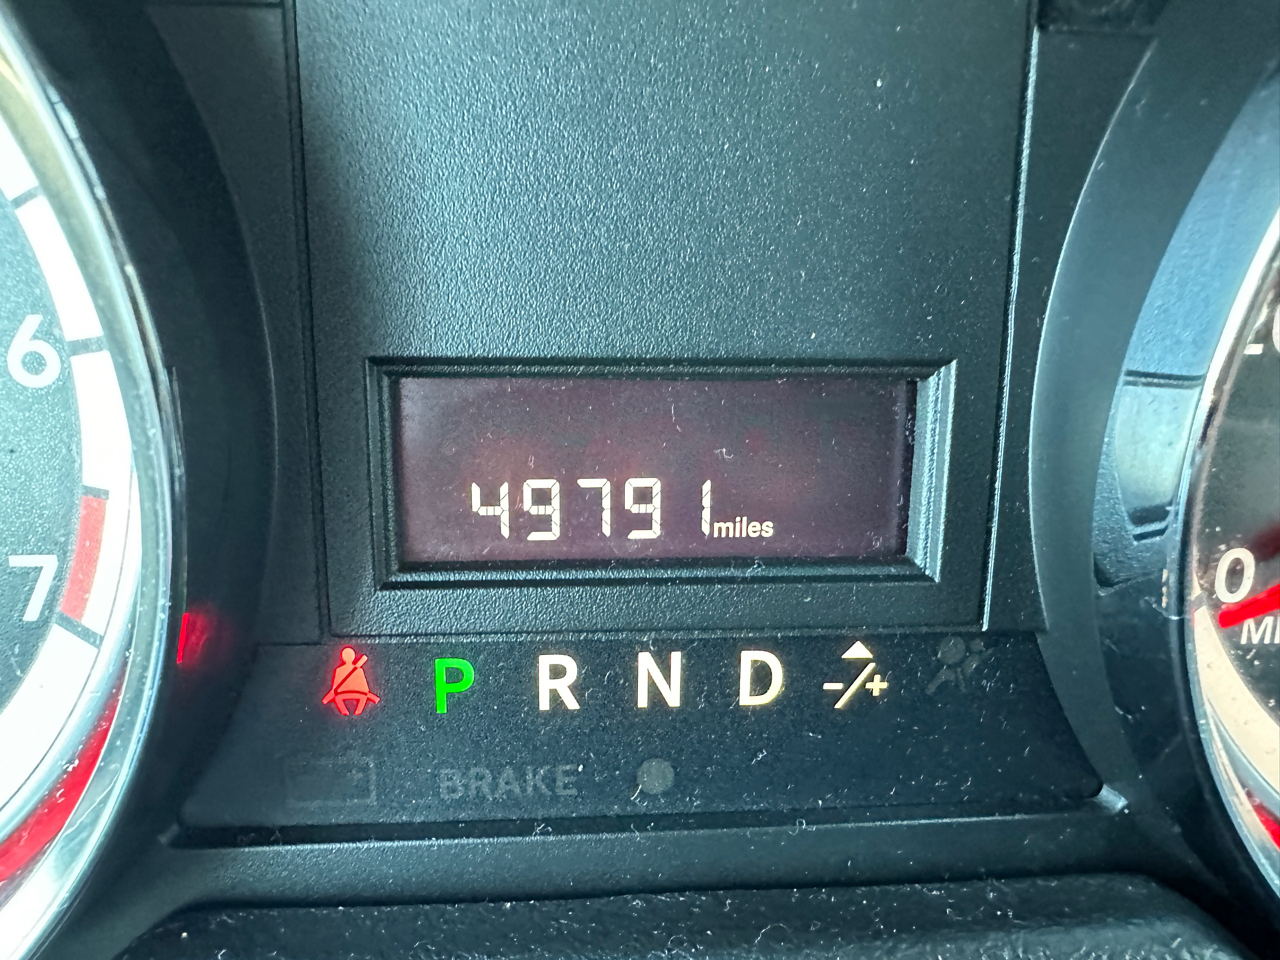 6
7
49791 miles
P R N D -/+
BRAKE
0